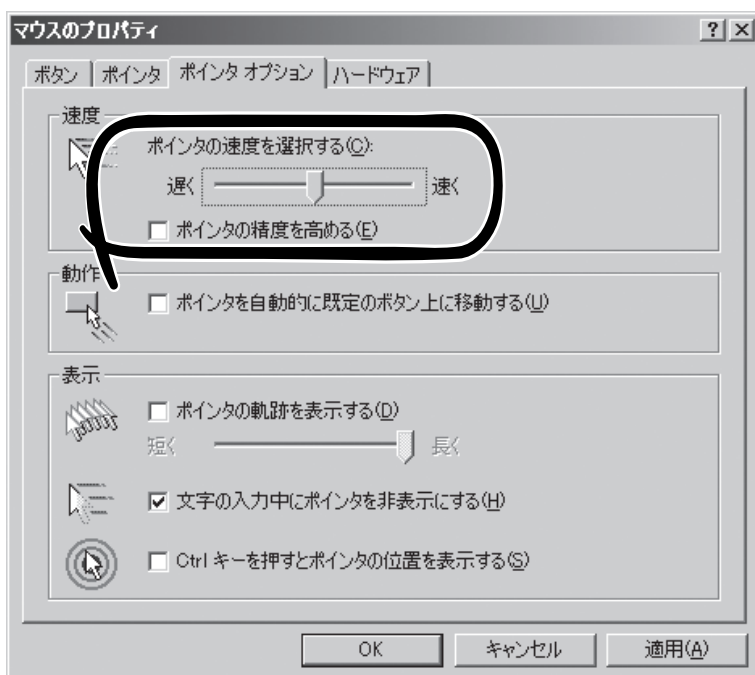 マウスのプロパティ
ボタン ポインタ ポインタ オプション ハードウェア
速度
ポインタの速度を選択する(C):
遅く 速く
ポインタの精度を高める(E)
動作
ポインタを自動的に既定のボタン上に移動する(U)
表示
ポインタの軌跡を表示する(D)
短く 長く
文字の入力中にポインタを非表示にする(H)
Ctrl キーを押すとポインタの位置を表示する(S)
OK キャンセル 適用(A)